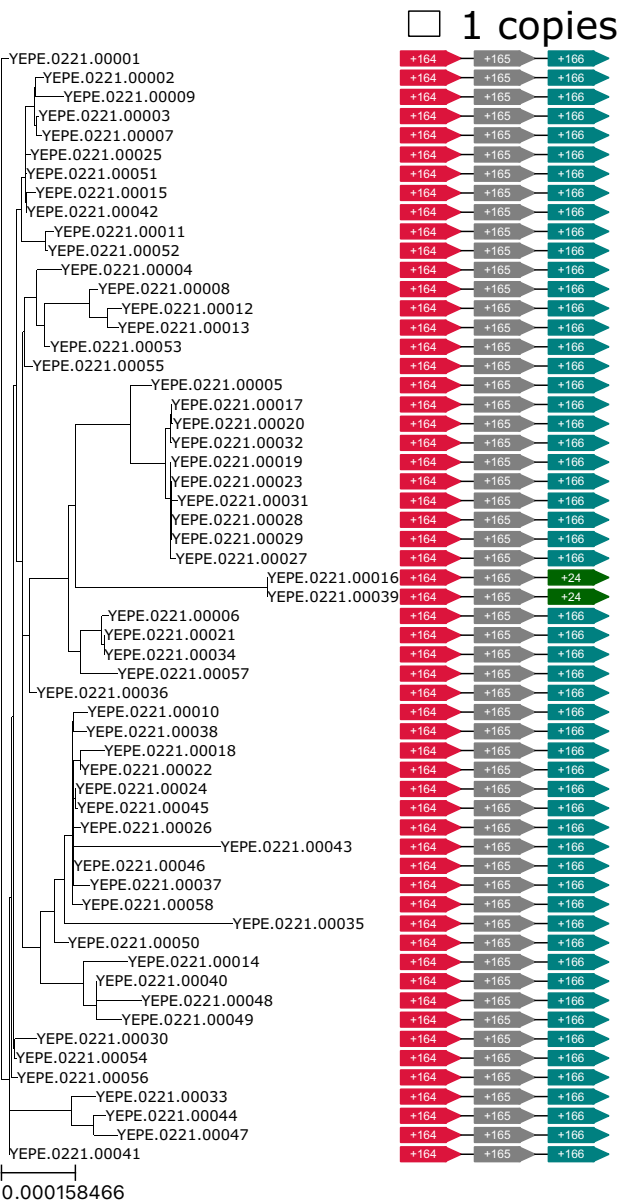 1 copies
YEPE.0221.00001 +164 +165 +166
YEPE.0221.00002 +164 +165 +166
YEPE.0221.00009 +164 +165 +166
YEPE.0221.00003 +164 +165 +166
YEPE.0221.00007 +164 +165 +166
YEPE.0221.00025 +164 +165 +166
YEPE.0221.00051 +164 +165 +166
YEPE.0221.00015 +164 +165 +166
YEPE.0221.00042 +164 +165 +166
YEPE.0221.00011 +164 +165 +166
YEPE.0221.00052 +164 +165 +166
YEPE.0221.00004 +164 +165 +166
YEPE.0221.00008 +164 +165 +166
YEPE.0221.00012 +164 +165 +166
YEPE.0221.00013 +164 +165 +166
YEPE.0221.00053 +164 +165 +166
YEPE.0221.00055 +164 +165 +166
YEPE.0221.00005 +164 +165 +166
YEPE.0221.00017 +164 +165 +166
YEPE.0221.00020 +164 +165 +166
YEPE.0221.00032 +164 +165 +166
YEPE.0221.00019 +164 +165 +166
YEPE.0221.00023 +164 +165 +166
YEPE.0221.00031 +164 +165 +166
YEPE.0221.00028 +164 +165 +166
YEPE.0221.00029 +164 +165 +166
YEPE.0221.00027 +164 +165 +166
YEPE.0221.00016 +164 +165 +24
YEPE.0221.00039 +164 +165 +24
YEPE.0221.00006 +164 +165 +166
YEPE.0221.00021 +164 +165 +166
YEPE.0221.00034 +164 +165 +166
YEPE.0221.00057 +164 +165 +166
YEPE.0221.00036 +164 +165 +166
YEPE.0221.00010 +164 +165 +166
YEPE.0221.00038 +164 +165 +166
YEPE.0221.00018 +164 +165 +166
YEPE.0221.00022 +164 +165 +166
YEPE.0221.00024 +164 +165 +166
YEPE.0221.00045 +164 +165 +166
YEPE.0221.00026 +164 +165 +166
YEPE.0221.00043 +164 +165 +166
YEPE.0221.00046 +164 +165 +166
YEPE.0221.00037 +164 +165 +166
YEPE.0221.00058 +164 +165 +166
YEPE.0221.00035 +164 +165 +166
YEPE.0221.00050 +164 +165 +166
YEPE.0221.00014 +164 +165 +166
YEPE.0221.00040 +164 +165 +166
YEPE.0221.00048 +164 +165 +166
YEPE.0221.00049 +164 +165 +166
YEPE.0221.00030 +164 +165 +166
YEPE.0221.00054 +164 +165 +166
YEPE.0221.00056 +164 +165 +166
YEPE.0221.00033 +164 +165 +166
YEPE.0221.00044 +164 +165 +166
YEPE.0221.00047 +164 +165 +166
YEPE.0221.00041 +164 +165 +166
0.000158466